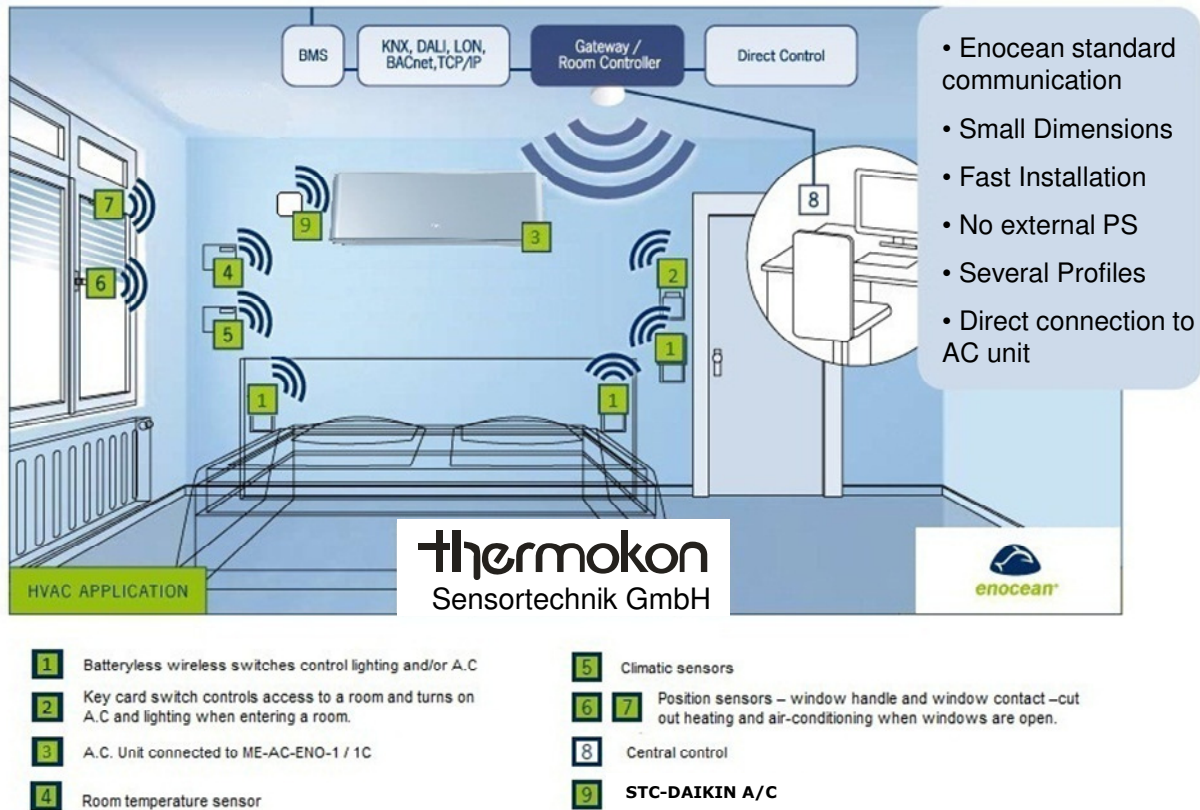 BMS
KNX, DALI, LON,
BACnet,TCP/IP
Gateway /
Room Controller
Direct Control
• Enocean standard
communication
• Small Dimensions
• Fast Installation
• No external PS
• Several Profiles
• Direct connection to
AC unit
7
6
9
4
5
3
8
2
1
1
1
HVAC APPLICATION
thermokon
Sensortechnik GmbH
enocean®
1 Batteryless wireless switches control lighting and/or A.C
2 Key card switch controls access to a room and turns on
A.C and lighting when entering a room.
3 A.C. Unit connected to ME-AC-ENO-1 / 1C
4 Room temperature sensor
5 Climatic sensors
6 7 Position sensors – window handle and window contact –cut
out heating and air-conditioning when windows are open.
8 Central control
9 STC-DAIKIN A/C